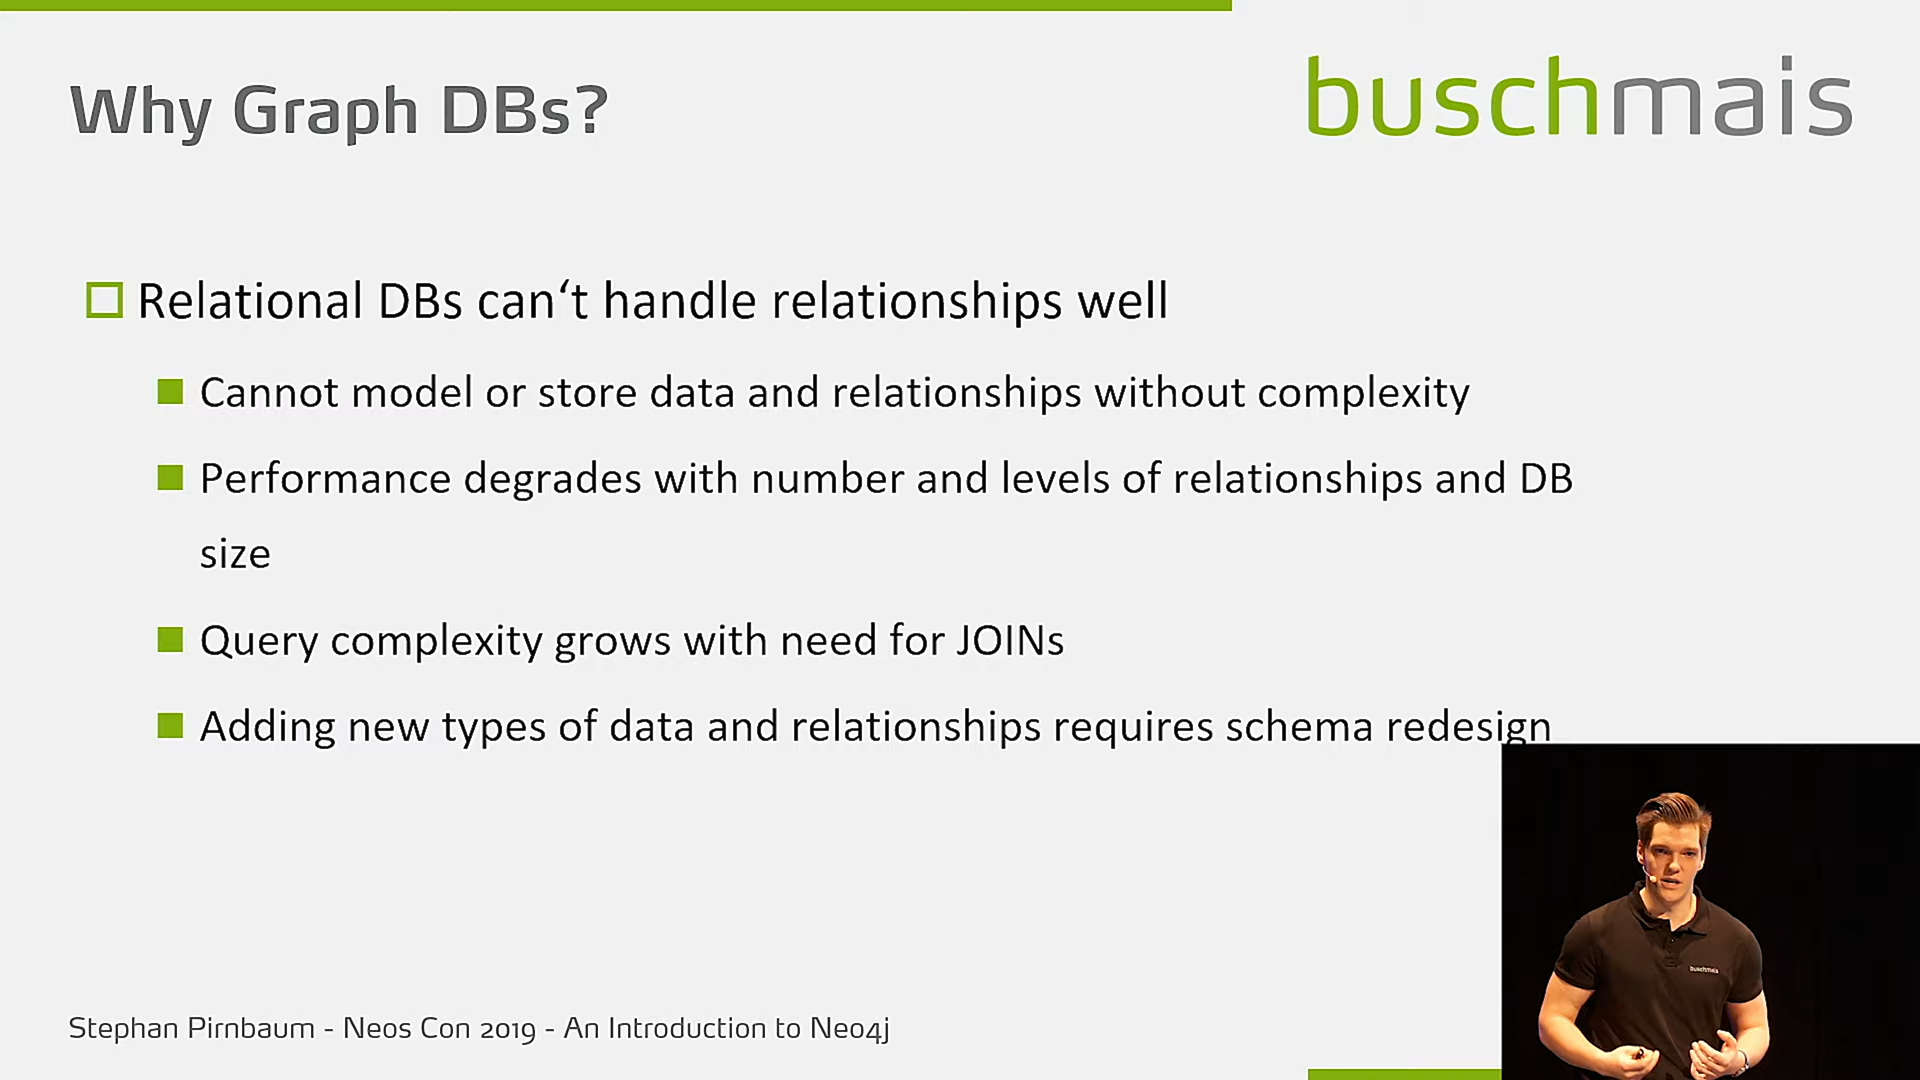 Why Graph DBs?
buschmais
Relational DBs can‘t handle relationships well
Cannot model or store data and relationships without complexity
Performance degrades with number and levels of relationships and DB
size
Query complexity grows with need for JOINs
Adding new types of data and relationships requires schema redesign
buschmais
Stephan Pirnbaum - Neos Con 2019 - An Introduction to Neo4j